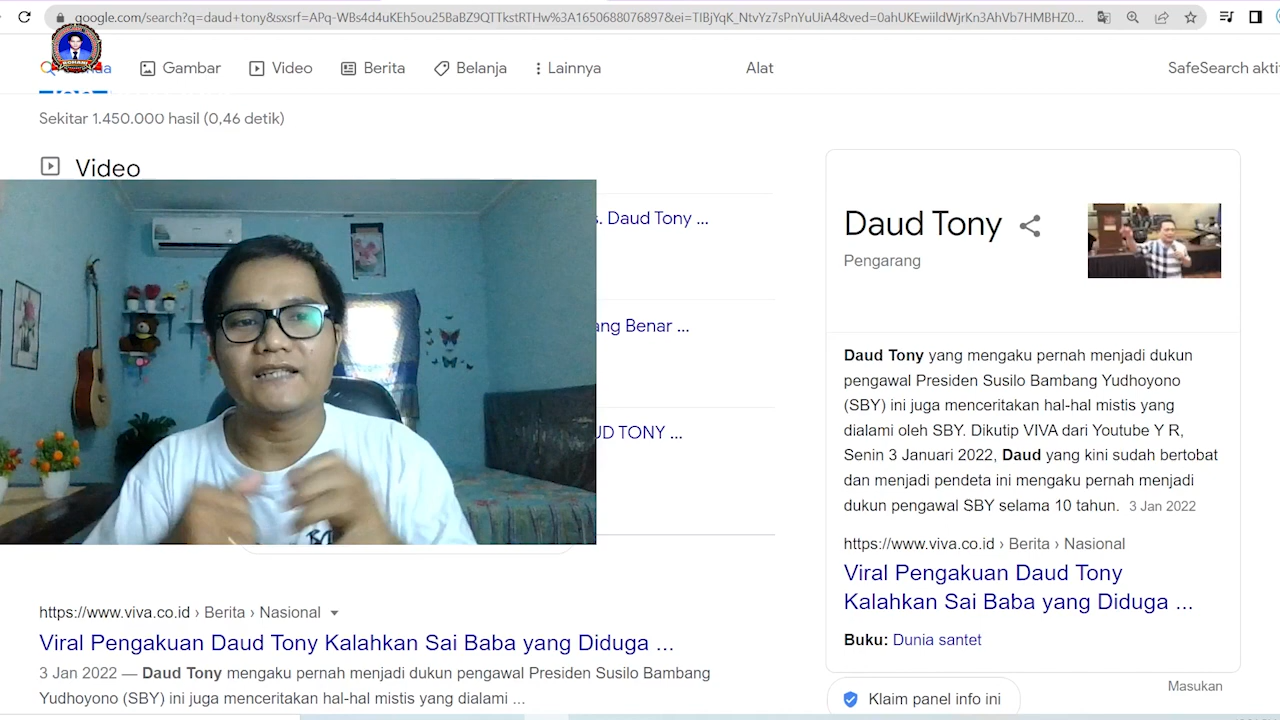 google.com/search?q=daud+tony&sxsrf=APq-WBs4d4uKEh5col25BaBZ9QTTkstRTHw%3A1650688076897&ei=TIBjYqK_Ntvz7zPnYuUiA4&ved=0ahUKEwiildWjrKn3AhVb7HMBHZ0...
Gambar
Video
Berita
Belanja
Lainnya
Alat
SafeSearch akti
Sekitar 1.450.000 hasil (0,46 detik)
Video
s. Daud Tony ...
ang Benar ...
UD TONY ...
https://www.viva.co.id › Berita › Nasional
Viral Pengakuan Daud Tony Kalahkan Sai Baba yang Diduga ...
3 Jan 2022 — Daud Tony mengaku pernah menjadi dukun pengawal Presiden Susilo Bambang
Yudhoyono (SBY) ini juga menceritakan hal-hal mistis yang dialami ...
Daud Tony
Pengarang
Daud Tony yang mengaku pernah menjadi dukun
pengawal Presiden Susilo Bambang Yudhoyono
(SBY) ini juga menceritakan hal-hal mistis yang
dialami oleh SBY. Dikutip VIVA dari Youtube Y R,
Senin 3 Januari 2022, Daud yang kini sudah bertobat
dan menjadi pendeta ini mengaku pernah menjadi
dukun pengawal SBY selama 10 tahun. 3 Jan 2022
https://www.viva.co.id › Berita › Nasional
Viral Pengakuan Daud Tony
Kalahkan Sai Baba yang Diduga ...
Buku: Dunia santet
Masukan
Klaim panel info ini